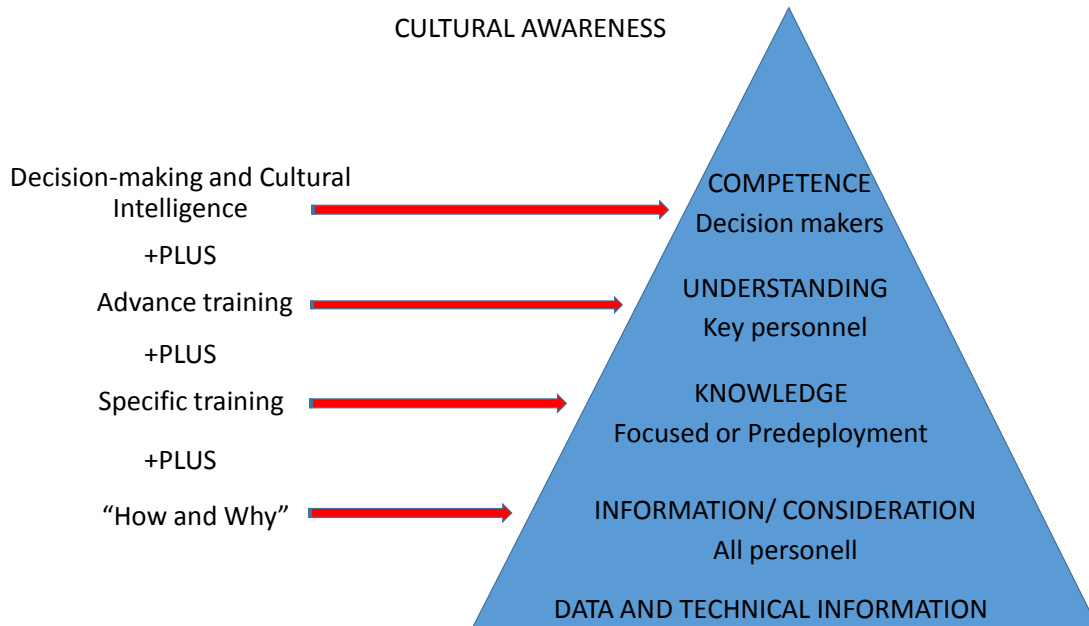 CULTURAL AWARENESS
Decision-making and Cultural
Intelligence
COMPETENCE
Decision makers
+PLUS
Advance training
UNDERSTANDING
Key personnel
+PLUS
Specific training
KNOWLEDGE
Focused or Predeployment
+PLUS
“How and Why”
INFORMATION/ CONSIDERATION
All personell
DATA AND TECHNICAL INFORMATION